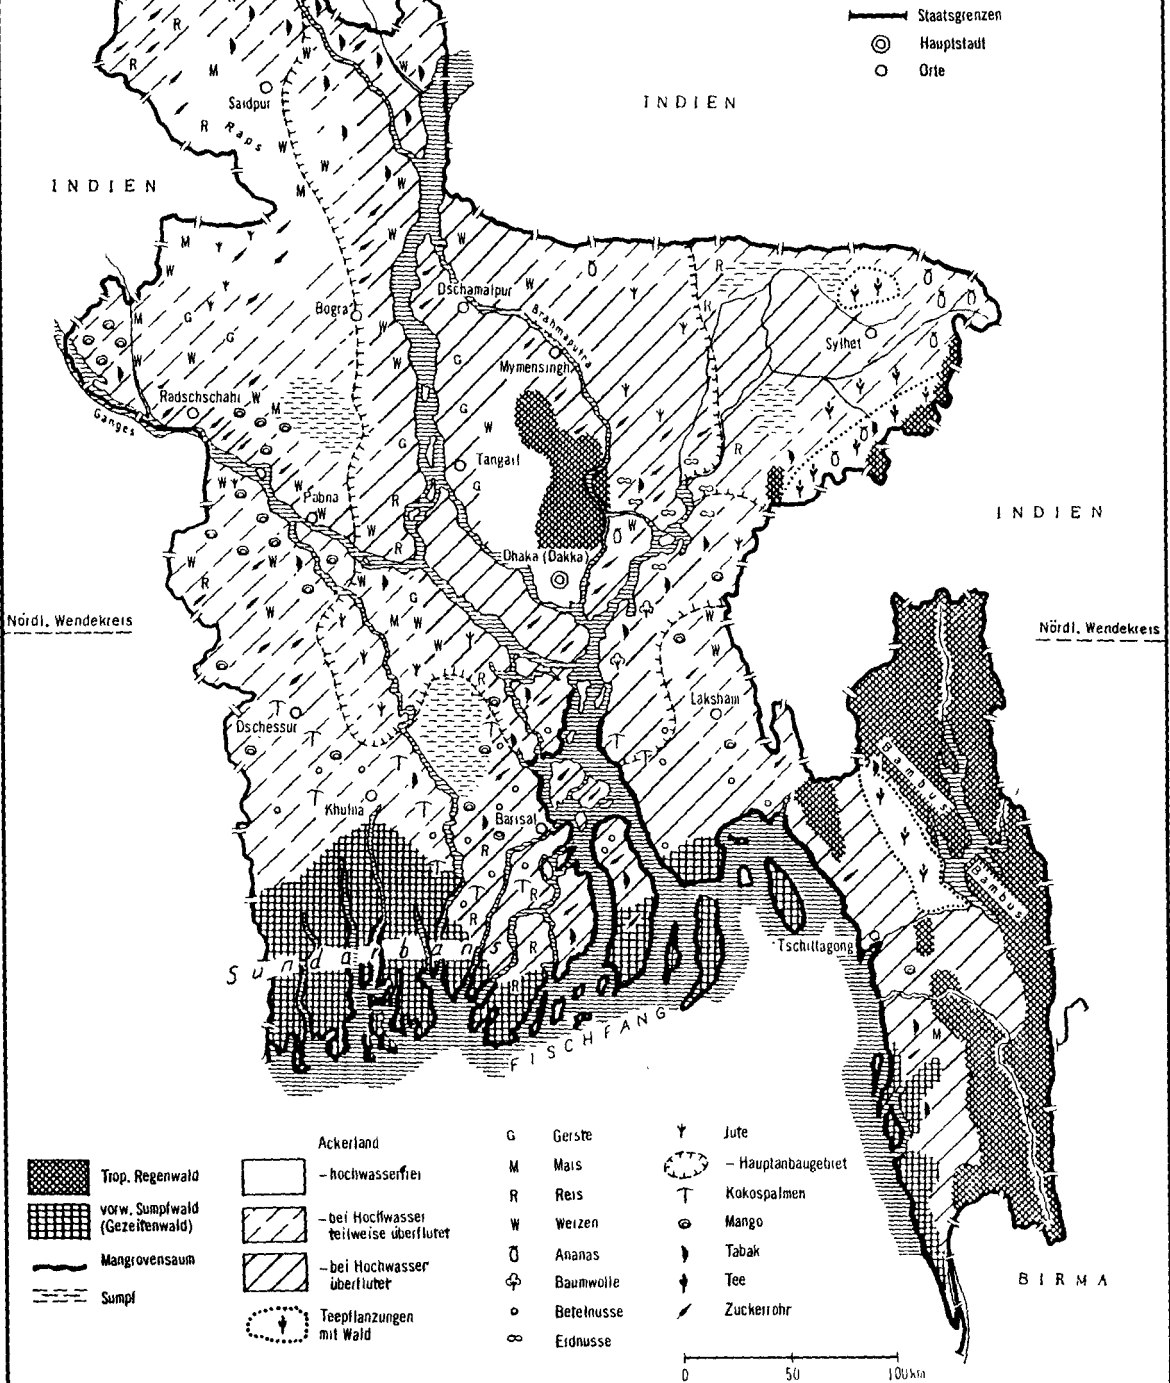 Staatsgrenzen
Hauptstadt
Orte
INDIEN
R
R
M
W
W
Saidpur
R
Raps
W
W
W
M
W
INDIEN
M
W
W
W
W
R
Dschamalpur
Brahmaputra
M
G
Bogra
W
R
G
W
W
W
G
Mymensingh
Sylhet
Radschschahi
W
M
G
W
Ganges
G
R
Tangail
W
W
Pabna
W
R
G
INDIEN
W
W
R
W
Dhaka (Dakka)
W
R
W
W
G
M
W
W
W
Nördl. Wendekreis
Nördl. Wendekreis
W
R
W
Dschessur
Laksham
Bambus
Khulna
Barisal
R
Bambus
R
R
R
Tschittagong
Sundarbans
R
FISCHFANG
M
Trop. Regenwald
vorw. Sumpfwald
(Gezeitenwald)
Mangrovensaum
Sumpf
Ackerland
– hochwasserfrei
– bei Hochwasser
teilweise überflutet
– bei Hochwasser
überflutet
Teepflanzungen
mit Wald
G Gerste
M Mais
R Reis
W Weizen
Ananas
Baumwolle
Betelnüsse
Erdnüsse
Jute
– Hauptanbaugebiet
Kokospalmen
Mango
Tabak
Tee
Zuckerrohr
BIRMA
0 50 100 km